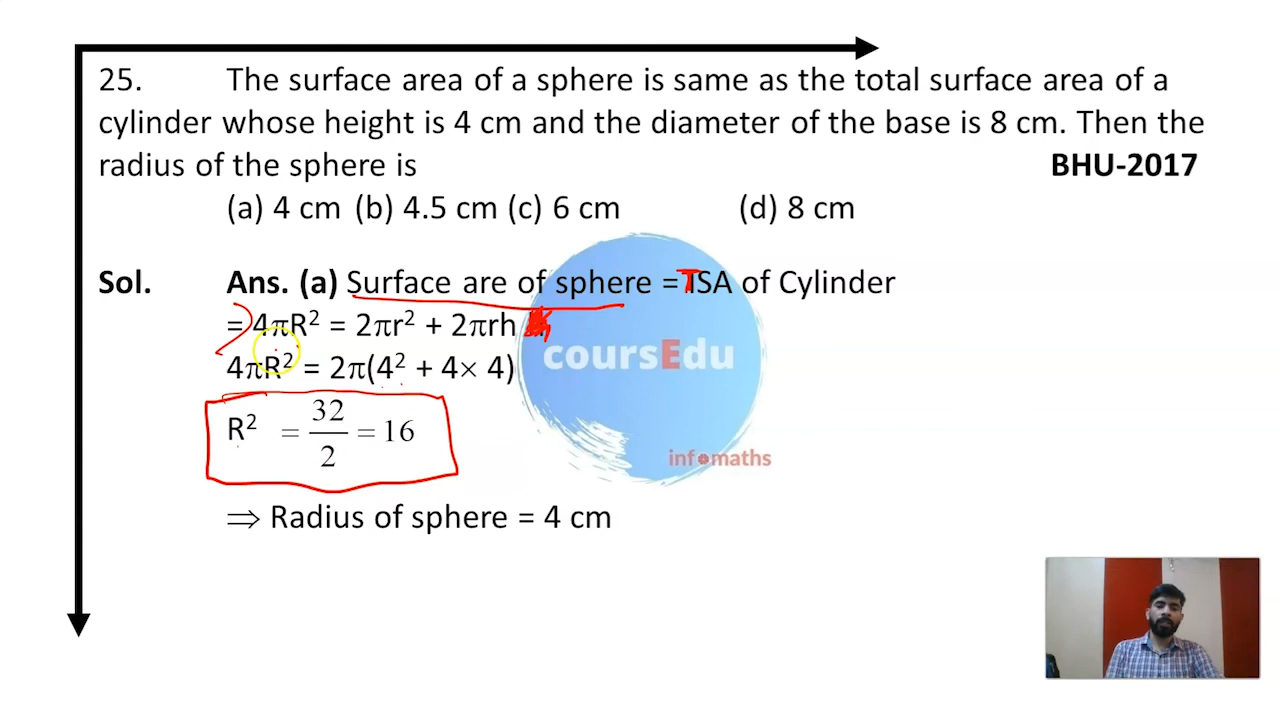 25. The surface area of a sphere is same as the total surface area of a
cylinder whose height is 4 cm and the diameter of the base is 8 cm. Then the
radius of the sphere is BHU-2017
(a) 4 cm (b) 4.5 cm (c) 6 cm (d) 8 cm
Sol. Ans. (a) Surface are of sphere = TSA of Cylinder
= 4πR² = 2πr² + 2πrh
4πR² = 2π(4² + 4× 4)
R² = 32/2 = 16
⇒ Radius of sphere = 4 cm
coursEdu
infomaths